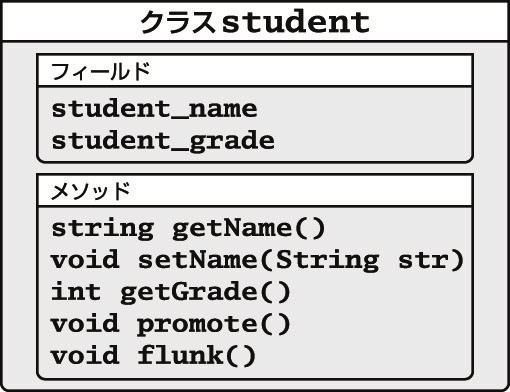 クラスstudent
フィールド
student_name
student_grade
メソッド
string getName()
void setName(String str)
int getGrade()
void promote()
void flunk()